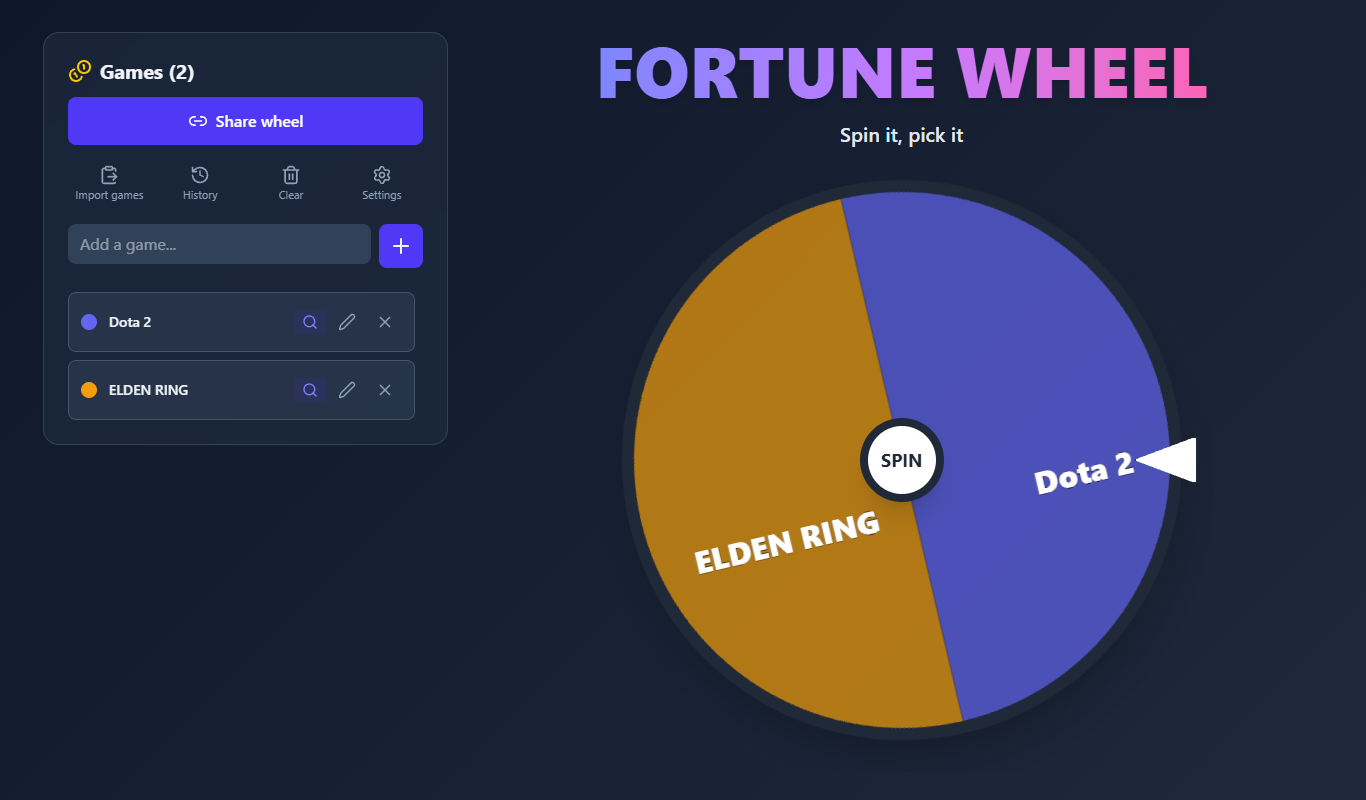 Games (2)
Share wheel
Import games
History
Clear
Settings
Add a game...
Dota 2
ELDEN RING
FORTUNE WHEEL
Spin it, pick it
Dota 2
SPIN
ELDEN RING